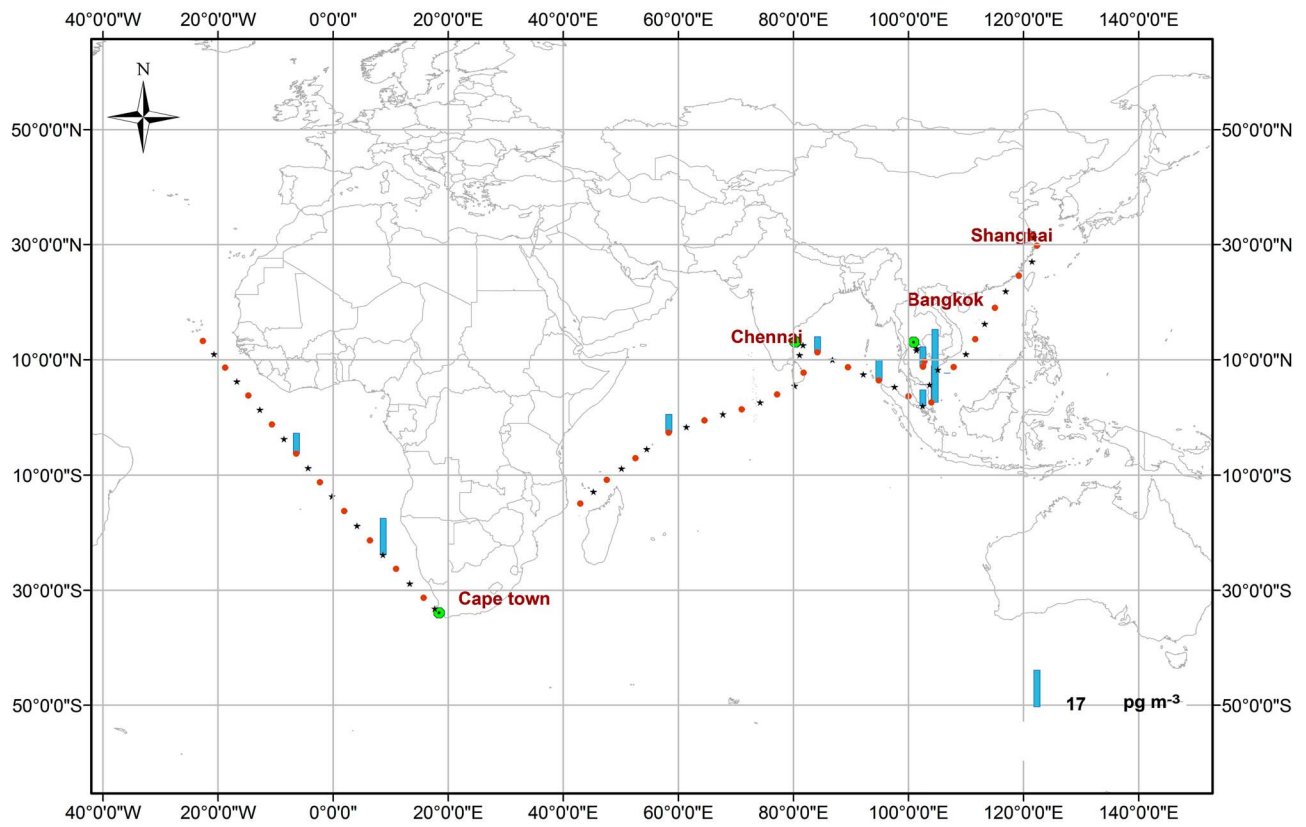 40°0'0"W 20°0'0"W 0°0'0" 20°0'0"E 40°0'0"E 60°0'0"E 80°0'0"E 100°0'0"E 120°0'0"E 140°0'0"E
N
50°0'0"N 50°0'0"N
Shanghai
30°0'0"N 30°0'0"N
Bangkok
Chennai
10°0'0"N 10°0'0"N
10°0'0"S 10°0'0"S
30°0'0"S 30°0'0"S
Cape town
50°0'0"S 17 pg m⁻³ 50°0'0"S
40°0'0"W 20°0'0"W 0°0'0" 20°0'0"E 40°0'0"E 60°0'0"E 80°0'0"E 100°0'0"E 120°0'0"E 140°0'0"E